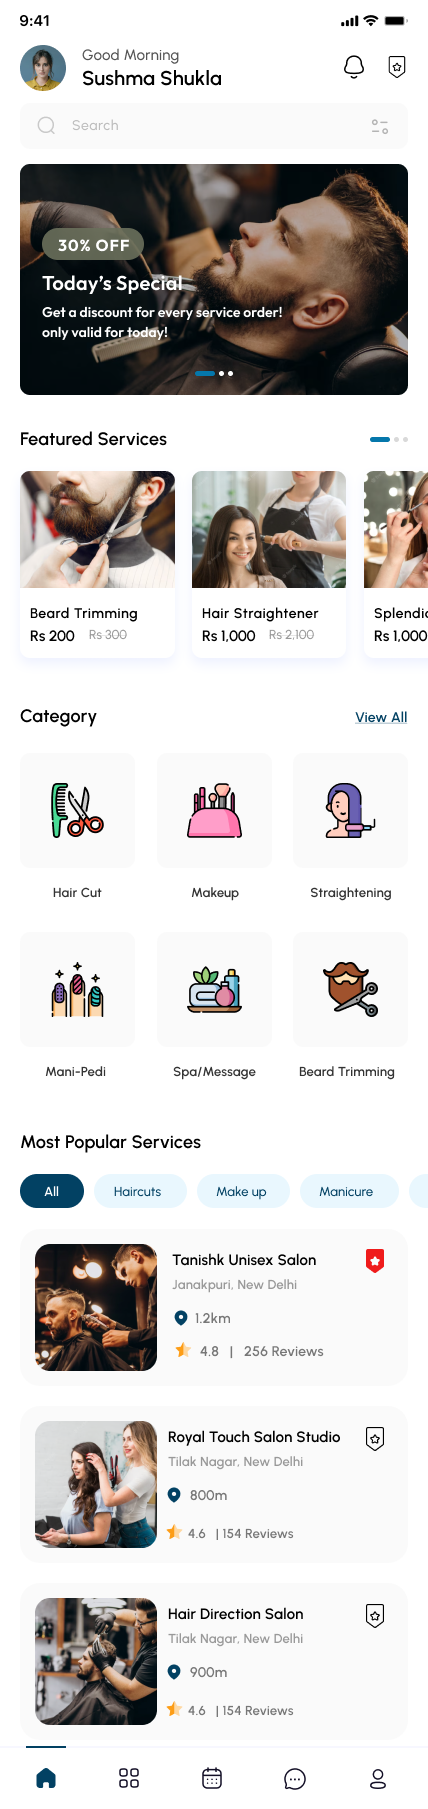 9:41
Good Morning
Sushma Shukla
Search
30% OFF
Today's Special
Get a discount for every service order!
only valid for today!
Featured Services
Beard Trimming
Rs 200 Rs 300
Hair Straightener
Rs 1,000 Rs 2,100
Splendid
Rs 1,000
Category
View All
Hair Cut
Makeup
Straightening
Mani-Pedi
Spa/Message
Beard Trimming
Most Popular Services
All
Haircuts
Make up
Manicure
Tanishk Unisex Salon
Janakpuri, New Delhi
1.2km
4.8 | 256 Reviews
Royal Touch Salon Studio
Tilak Nagar, New Delhi
800m
4.6 | 154 Reviews
Hair Direction Salon
Tilak Nagar, New Delhi
900m
4.6 | 154 Reviews